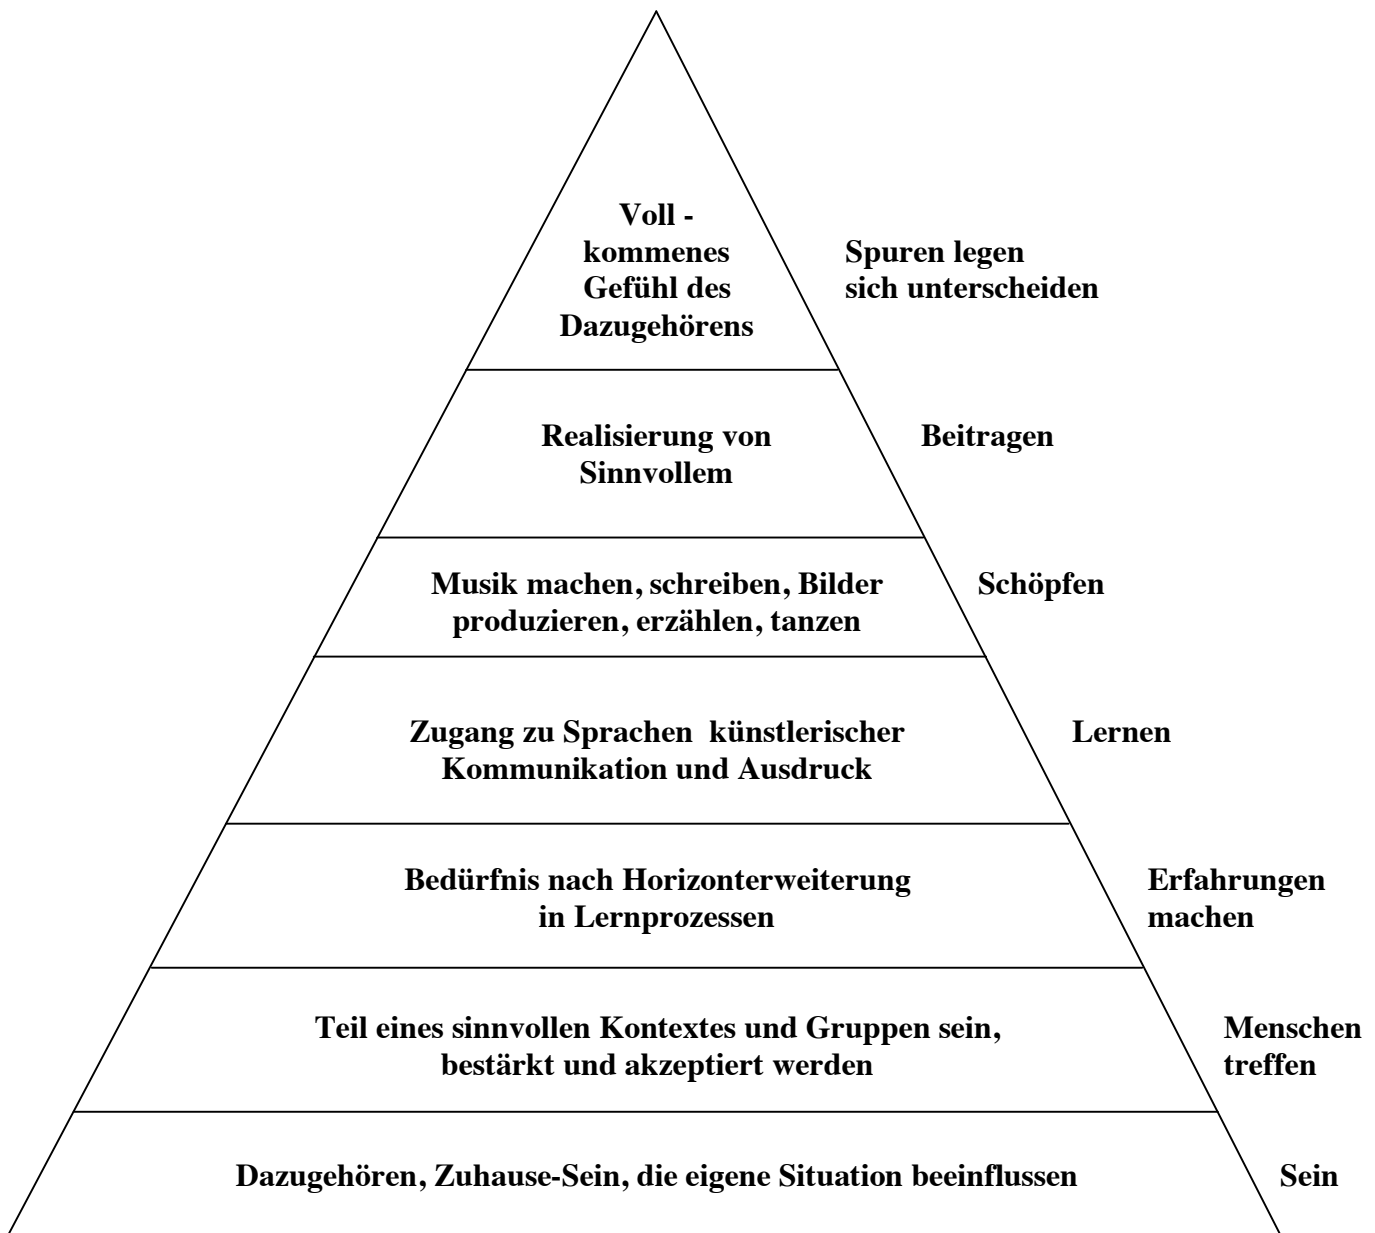 Voll -
kommenes
Gefühl des
Dazugehörens
Spuren legen
sich unterscheiden
Realisierung von
Sinnvollem
Beitragen
Musik machen, schreiben, Bilder
produzieren, erzählen, tanzen
Schöpfen
Zugang zu Sprachen  künstlerischer
Kommunikation und Ausdruck
Lernen
Bedürfnis nach Horizonterweiterung
in Lernprozessen
Erfahrungen
machen
Teil eines sinnvollen Kontextes und Gruppen sein,
bestärkt und akzeptiert werden
Menschen
treffen
Dazugehören, Zuhause-Sein, die eigene Situation beeinflussen
Sein